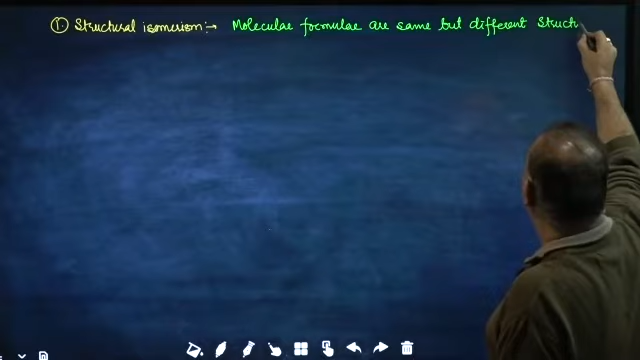 ① Structural isomerism :→ Molecular formulae are same but different Struct